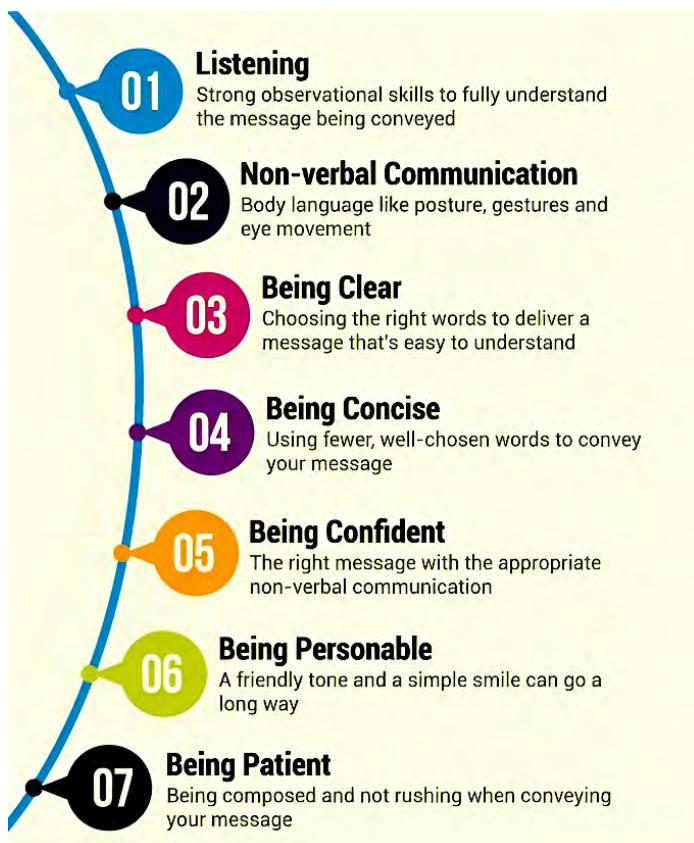 01
Listening
Strong observational skills to fully understand
the message being conveyed
02
Non-verbal Communication
Body language like posture, gestures and
eye movement
03
Being Clear
Choosing the right words to deliver a
message that's easy to understand
04
Being Concise
Using fewer, well-chosen words to convey
your message
05
Being Confident
The right message with the appropriate
non-verbal communication
06
Being Personable
A friendly tone and a simple smile can go a
long way
07
Being Patient
Being composed and not rushing when conveying
your message